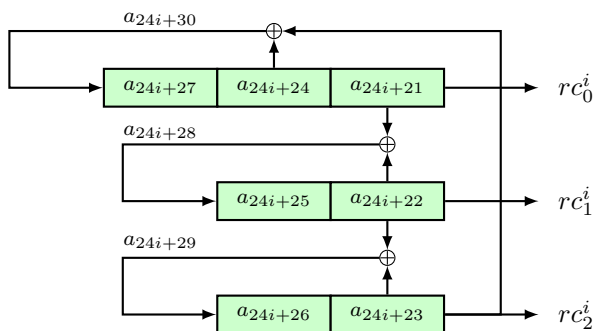 a_{24i+30}
⊕
a_{24i+27} a_{24i+24} a_{24i+21} rc_0^i
a_{24i+28}
⊕
a_{24i+25} a_{24i+22} rc_1^i
a_{24i+29}
⊕
a_{24i+26} a_{24i+23} rc_2^i